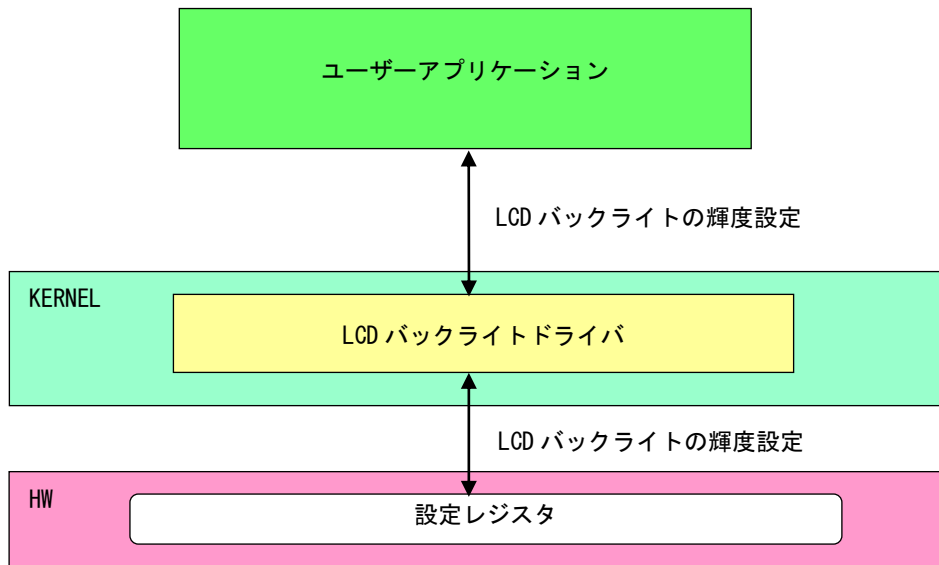 ユーザーアプリケーション
LCD バックライトの輝度設定
KERNEL
LCD バックライトドライバ
LCD バックライトの輝度設定
HW
設定レジスタ